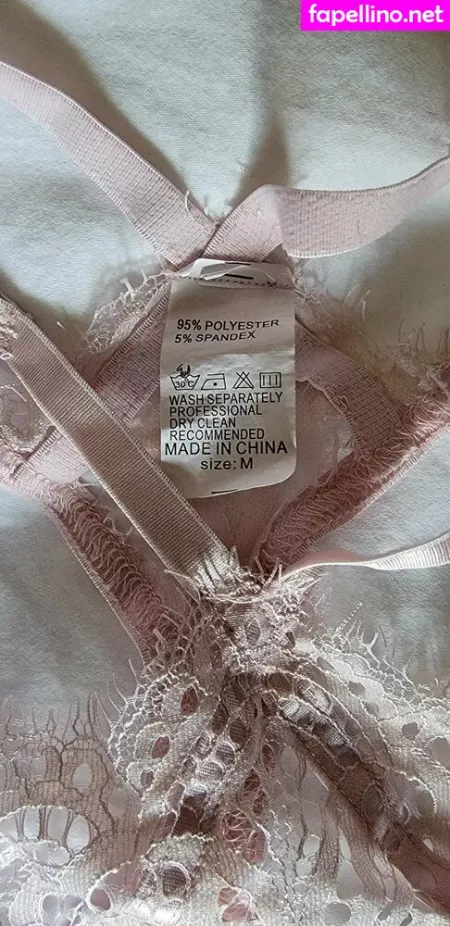 fapellino.net
95% POLYESTER
5% SPANDEX
30°C
WASH SEPARATELY
PROFESSIONAL
DRY CLEAN
RECOMMENDED
MADE IN CHINA
size: M